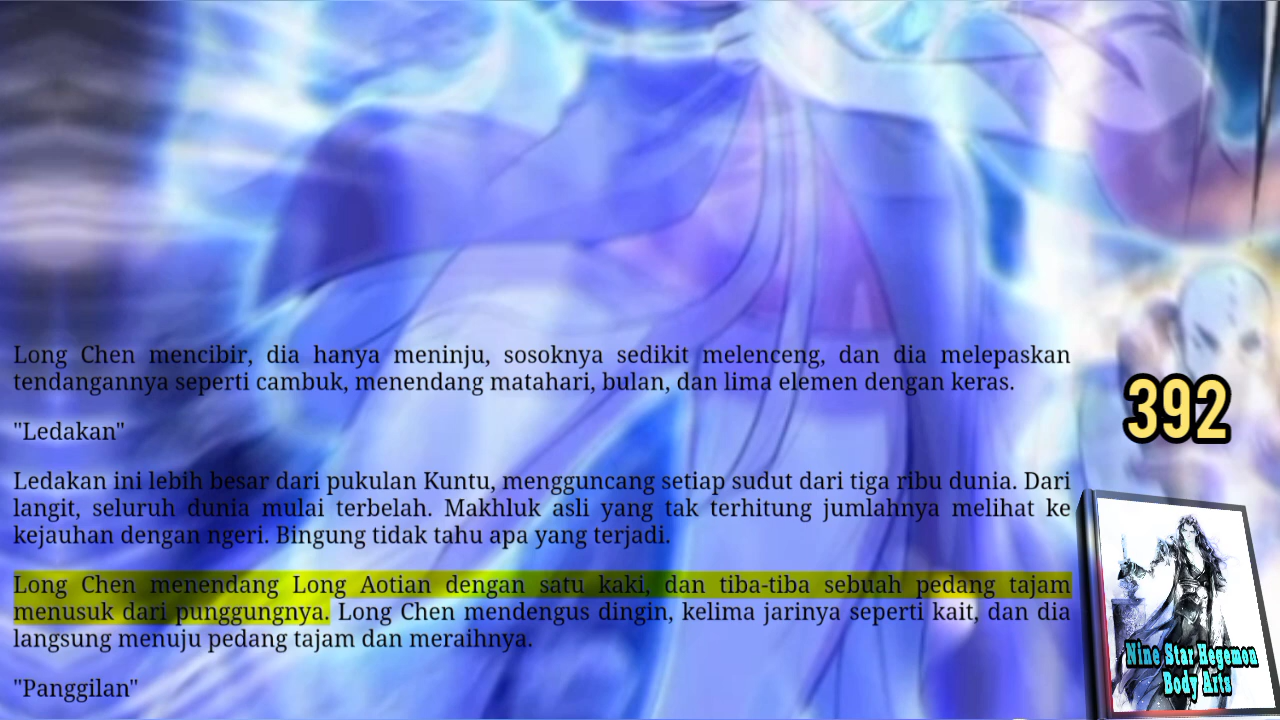 Long Chen mencibir, dia hanya meninju, sosoknya sedikit melenceng, dan dia melepaskan
tendangannya seperti cambuk, menendang matahari, bulan, dan lima elemen dengan keras.
"Ledakan"
Ledakan ini lebih besar dari pukulan Kuntu, mengguncang setiap sudut dari tiga ribu dunia. Dari
langit, seluruh dunia mulai terbelah. Makhluk asli yang tak terhitung jumlahnya melihat ke
kejauhan dengan ngeri. Bingung tidak tahu apa yang terjadi.
Long Chen menendang Long Aotian dengan satu kaki, dan tiba-tiba sebuah pedang tajam
menusuk dari punggungnya. Long Chen mendengus dingin, kelima jarinya seperti kait, dan dia
langsung menuju pedang tajam dan meraihnya.
"Panggilan"
392
Nine Star Hegemon
Body Arts